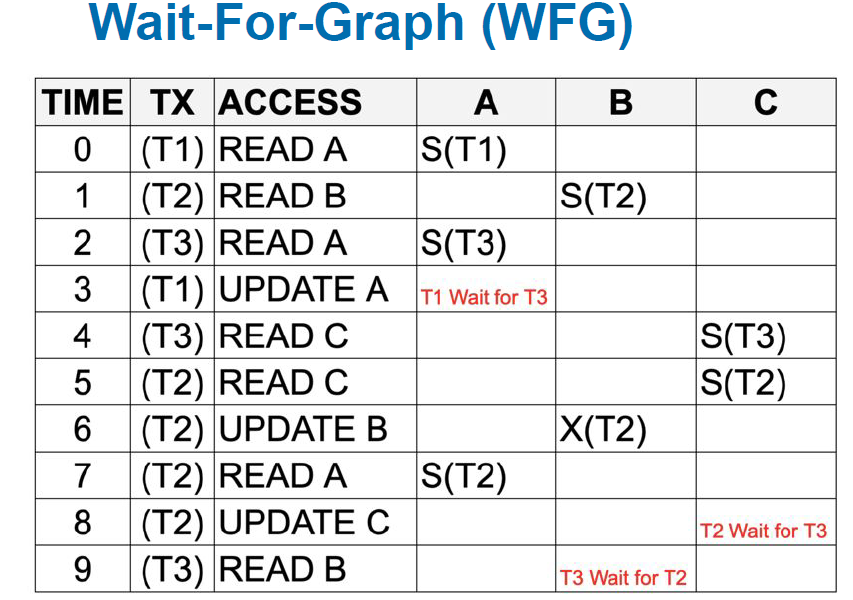 Wait-For-Graph (WFG)
TIME TX ACCESS A B C
0 (T1) READ A S(T1)
1 (T2) READ B S(T2)
2 (T3) READ A S(T3)
3 (T1) UPDATE A T1 Wait for T3
4 (T3) READ C S(T3)
5 (T2) READ C S(T2)
6 (T2) UPDATE B X(T2)
7 (T2) READ A S(T2)
8 (T2) UPDATE C T2 Wait for T3
9 (T3) READ B T3 Wait for T2